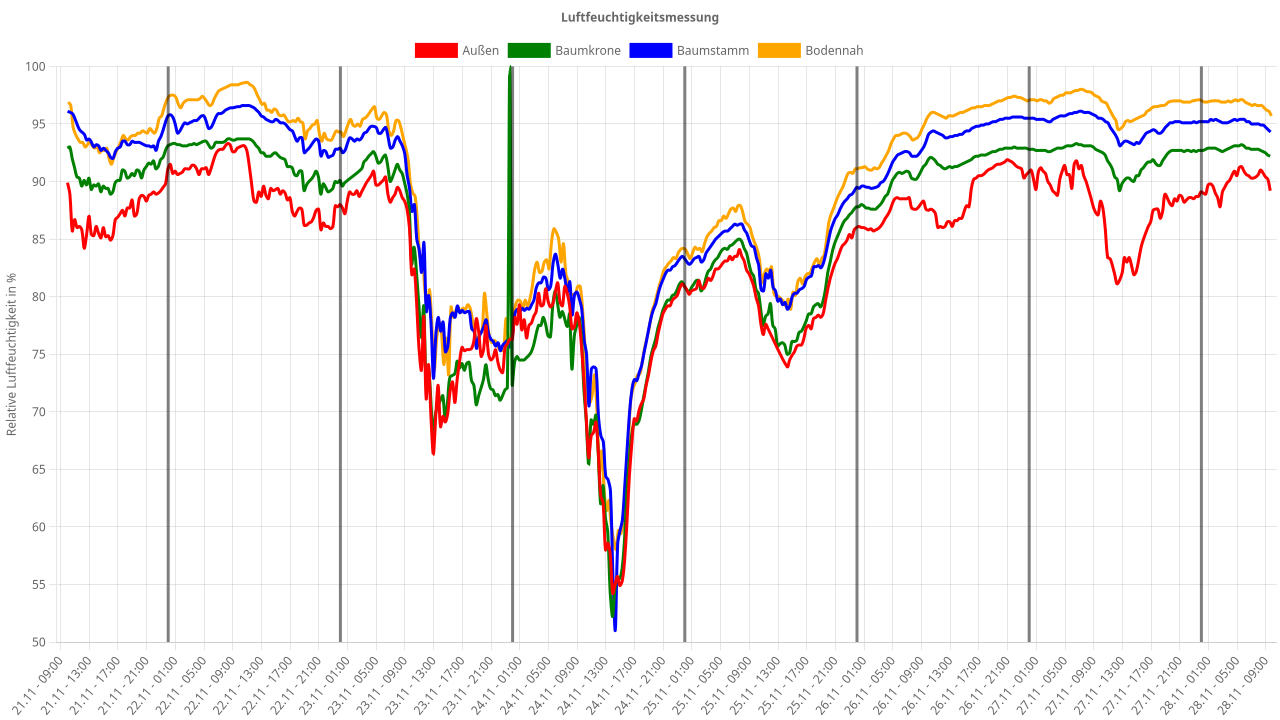 Luftfeuchtigkeitsmessung
Außen Baumkrone Baumstamm Bodennah
Relative Luftfeuchtigkeit in %
100
95
90
85
80
75
70
65
60
55
50
21.11 - 09:00
21.11 - 13:00
21.11 - 17:00
21.11 - 21:00
22.11 - 01:00
22.11 - 05:00
22.11 - 09:00
22.11 - 13:00
22.11 - 17:00
22.11 - 21:00
23.11 - 01:00
23.11 - 05:00
23.11 - 09:00
23.11 - 13:00
23.11 - 17:00
23.11 - 21:00
24.11 - 01:00
24.11 - 05:00
24.11 - 09:00
24.11 - 13:00
24.11 - 17:00
24.11 - 21:00
25.11 - 01:00
25.11 - 05:00
25.11 - 09:00
25.11 - 13:00
25.11 - 17:00
25.11 - 21:00
26.11 - 01:00
26.11 - 05:00
26.11 - 09:00
26.11 - 13:00
26.11 - 17:00
26.11 - 21:00
27.11 - 01:00
27.11 - 05:00
27.11 - 09:00
27.11 - 13:00
27.11 - 17:00
27.11 - 21:00
28.11 - 01:00
28.11 - 05:00
28.11 - 09:00